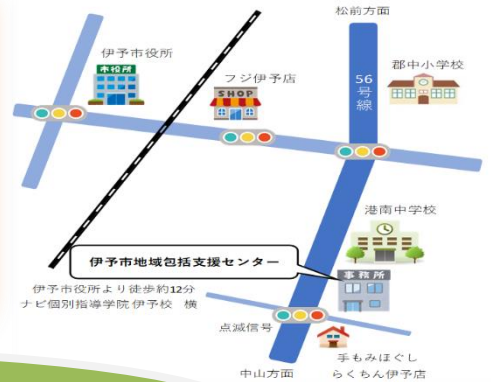 松前方面
伊予市役所
市役所
フジ伊予店
SHOP
56号線
郡中小学校
港南中学校
伊予市地域包括支援センター
事務所
伊予市役所より徒歩約12分
ナビ個別指導学院 伊予校 横
点滅信号
手もみほぐし
らくちん伊予店
中山方面